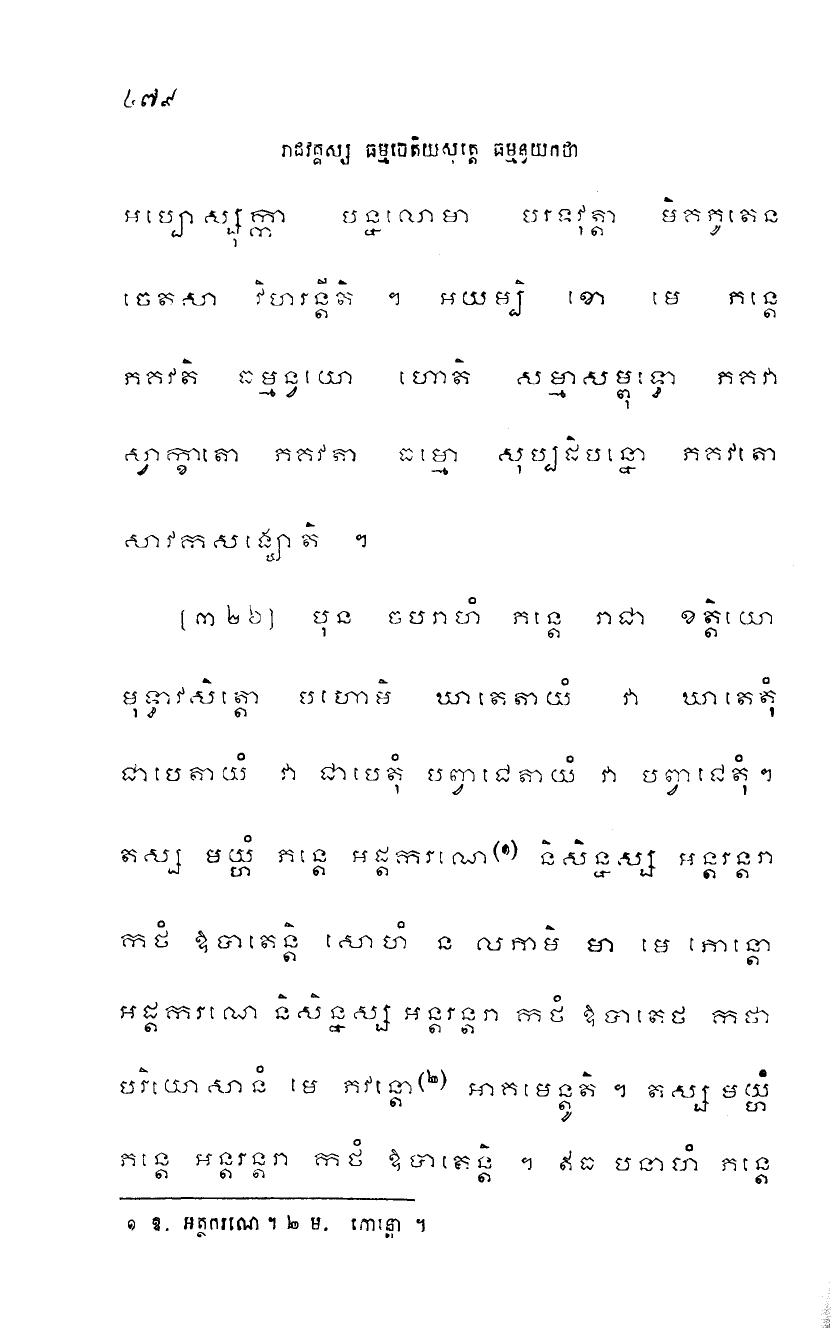 ៤៧៩
រាជវគ្គស្ស ធម្មចេតិយសុត្តេ ធម្មន្វយកថា
អប្បោស្សុក្កា បន្នលោមា បរទវុត្តា មិគភូតេន
ចេតសា វិហរន្តីតិ ។ អយម្បិ ខោ មេ ភន្តេ
ភគវតិ ធម្មន្វយោ ហោតិ សម្មាសម្ពុទ្ធោ ភគវា
ស្វាក្ខាតោ ភគវតា ធម្មោ សុប្បដិបន្នោ ភគវតោ
សាវកសង្ឃោតិ ។
[៣២៦] បុន ចបរាហំ ភន្តេ រាជា ខត្តិយោ
មុទ្ធាវសិត្តោ បហោមិ ឃាតេតាយំ វា ឃាតេតុំ
ជាបេតាយំ វា ជាបេតុំ បព្វាជេតាយំ វា បព្វាជេតុំ ។
តស្ស មយ្ហំ ភន្តេ អដ្ដករណេ(១) និសិន្នស្ស អន្តរន្តរា
កថំ ឱបាតេន្តិ សោហំ ន លភាមិ មា មេ ភោន្តោ
អដ្ដករណេ និសិន្នស្ស អន្តរន្តរា កថំ ឱបាតេថ កថា
បរិយោសានំ មេ ភវន្តោ(២) អាគមេន្តូតិ ។ តស្ស មយ្ហំ
ភន្តេ អន្តរន្តរា កថំ ឱបាតេន្តិ ។ ឥធ បនាហំ ភន្តេ
១ ឱ. អត្ថករណេ ។ ២ ម. ភោន្តោ ។